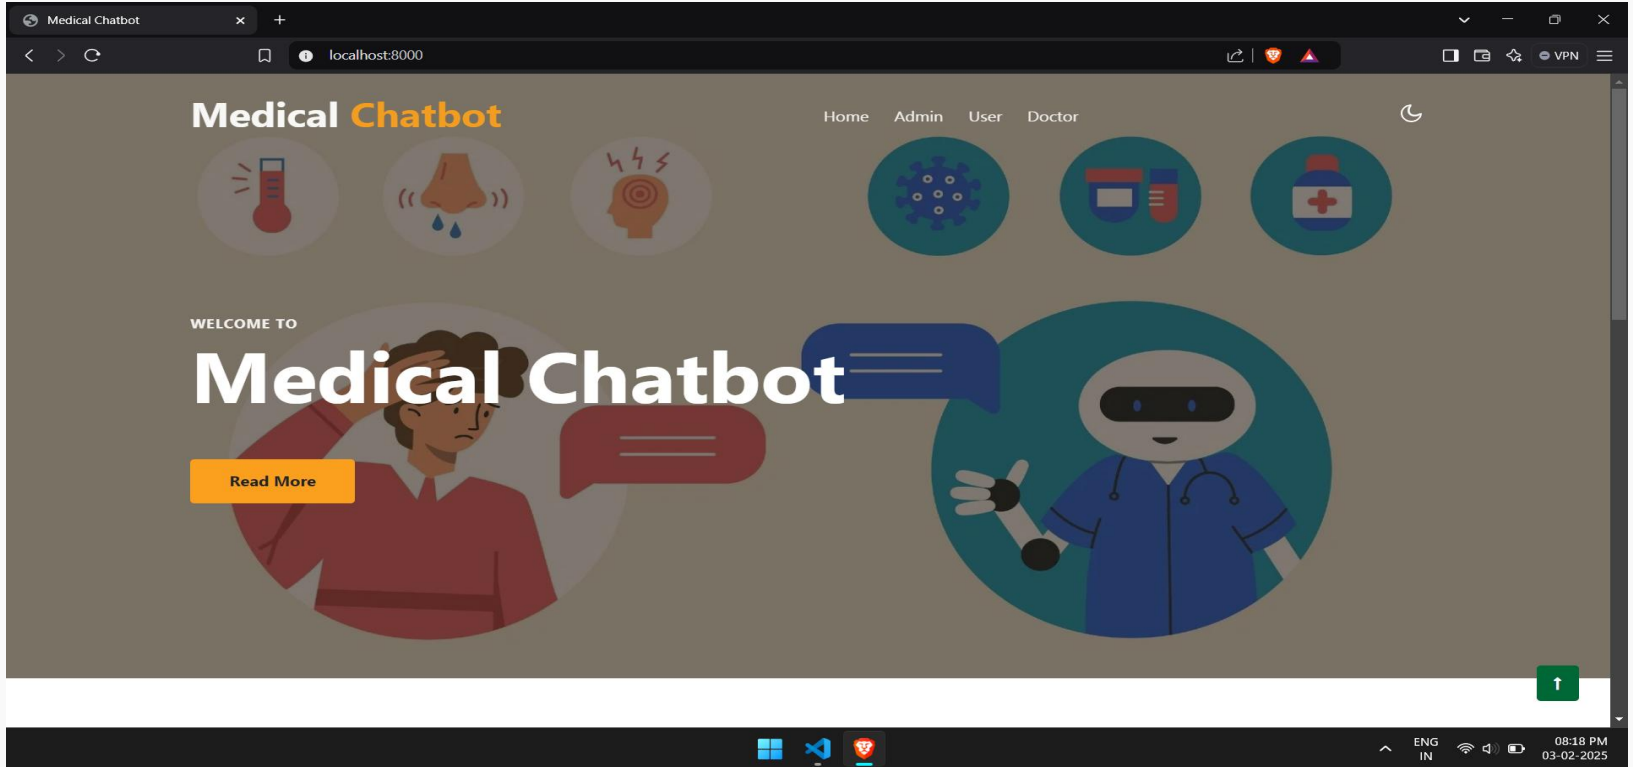 Medical Chatbot
localhost:8000
VPN
Medical Chatbot
Home Admin User Doctor
WELCOME TO
Medical Chatbot
Read More
ENG
IN
08:18 PM
03-02-2025